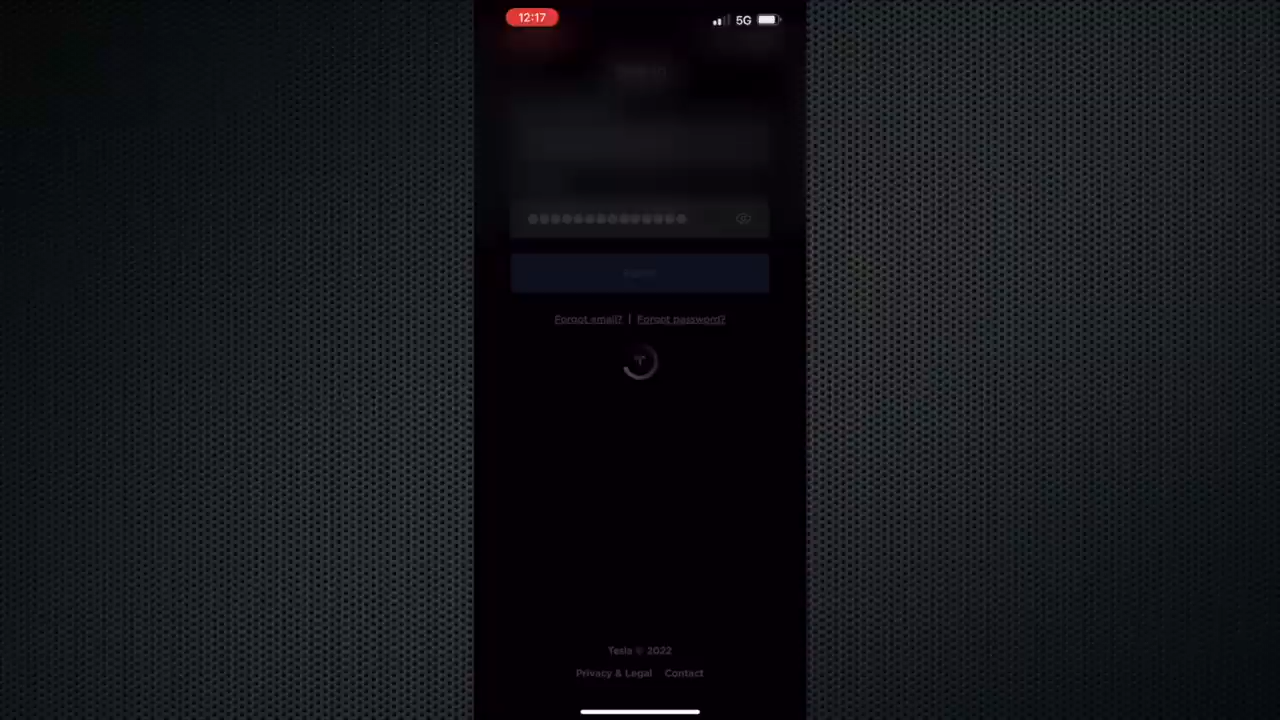 12:17 5G
Forgot email? | Forgot password?
Tesla © 2022
Privacy & Legal Contact